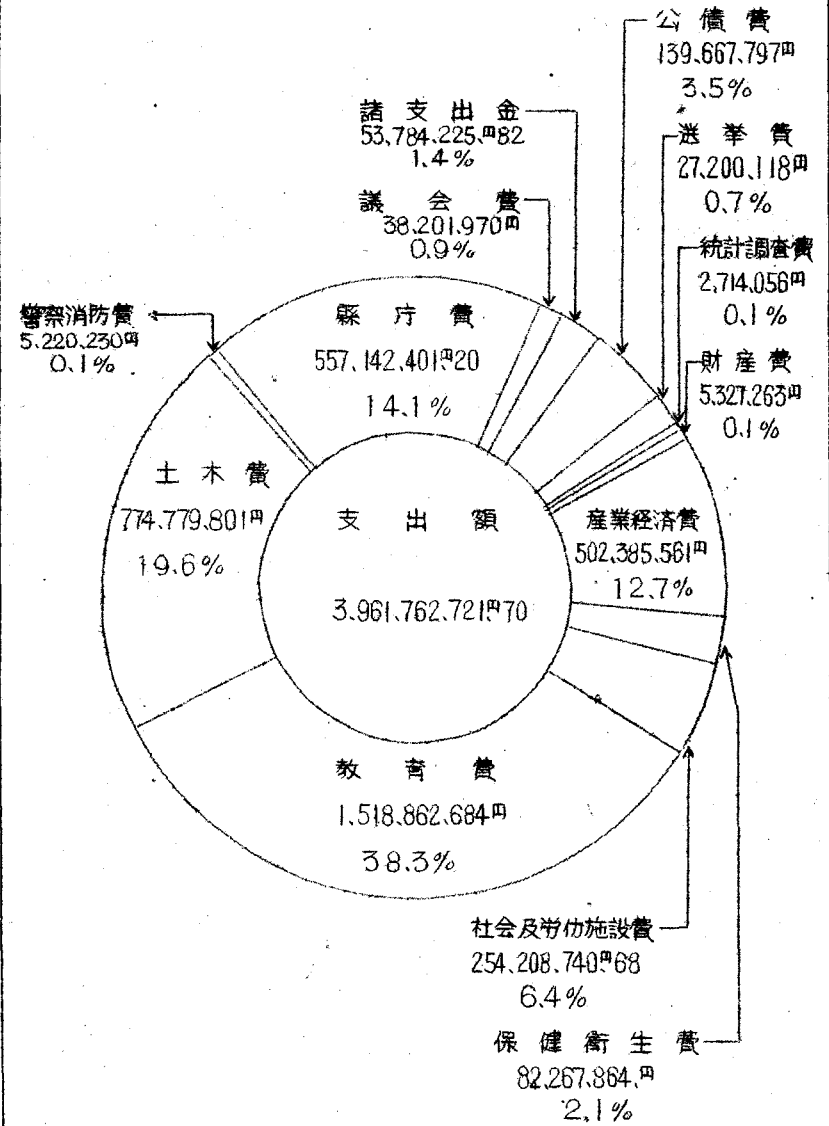 公債費
139,667,797円
3.5%
諸支出金
53,784,225,円82
1.4%
選挙費
27,200,118円
0.7%
議会費
38,201,970円
0.9%
統計調査費
2,714,056円
0.1%
警察消防費
5,220,230円
0.1%
縣庁費
557,142,401円20
14.1%
財産費
5,327,263円
0.1%
土木費
774,779,801円
19.6%
支出額
3,961,762,721円70
産業経済費
502,385,561円
12.7%
教育費
1,518,862,684円
38.3%
社会及労仂施設費
254,208,740円68
6.4%
保健衛生費
82,267,864,円
2.1%